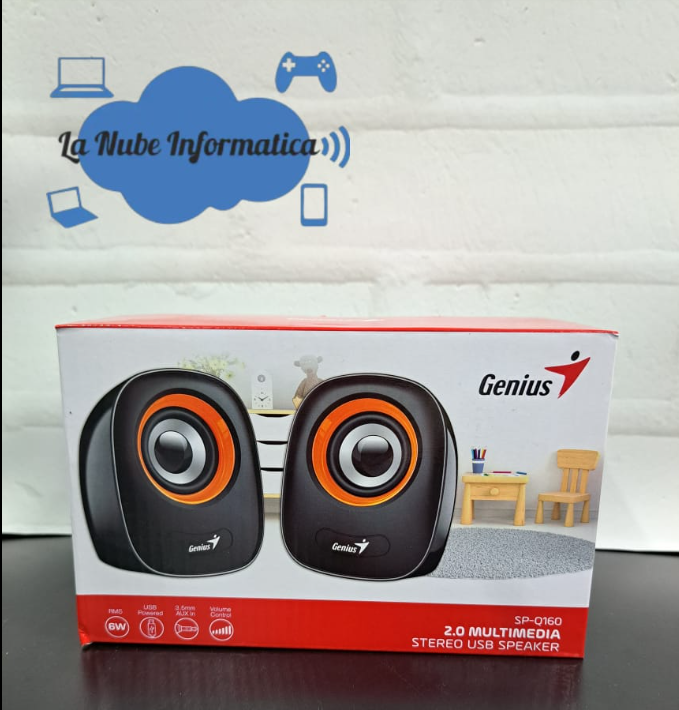 La Nube Informatica
Genius
Genius
Genius
RMS
6W
USB
Powered
3.5mm
AUX in
Volume
Control
SP-Q160
2.0 MULTIMEDIA
STEREO USB SPEAKER